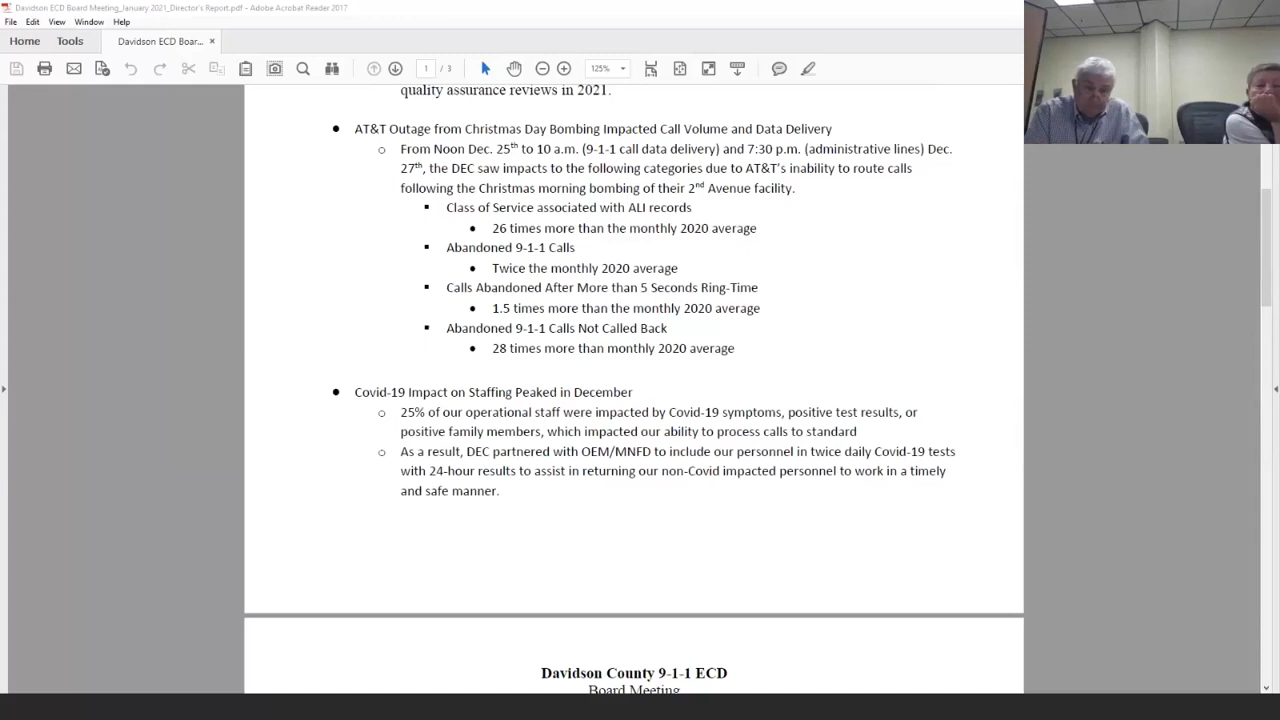 Davidson ECD Board Meeting_January 2021_Director's Report.pdf - Adobe Acrobat Reader 2017
File Edit View Window Help
Home Tools Davidson ECD Boar... ×
1 / 3 125%
quality assurance reviews in 2021.
● AT&T Outage from Christmas Day Bombing Impacted Call Volume and Data Delivery
o From Noon Dec. 25th to 10 a.m. (9-1-1 call data delivery) and 7:30 p.m. (administrative lines) Dec.
27th, the DEC saw impacts to the following categories due to AT&T's inability to route calls
following the Christmas morning bombing of their 2nd Avenue facility.
▪ Class of Service associated with ALI records
● 26 times more than the monthly 2020 average
▪ Abandoned 9-1-1 Calls
● Twice the monthly 2020 average
▪ Calls Abandoned After More than 5 Seconds Ring-Time
● 1.5 times more than the monthly 2020 average
▪ Abandoned 9-1-1 Calls Not Called Back
● 28 times more than monthly 2020 average
● Covid-19 Impact on Staffing Peaked in December
o 25% of our operational staff were impacted by Covid-19 symptoms, positive test results, or
positive family members, which impacted our ability to process calls to standard
o As a result, DEC partnered with OEM/MNFD to include our personnel in twice daily Covid-19 tests
with 24-hour results to assist in returning our non-Covid impacted personnel to work in a timely
and safe manner.
Davidson County 9-1-1 ECD
Board Meeting